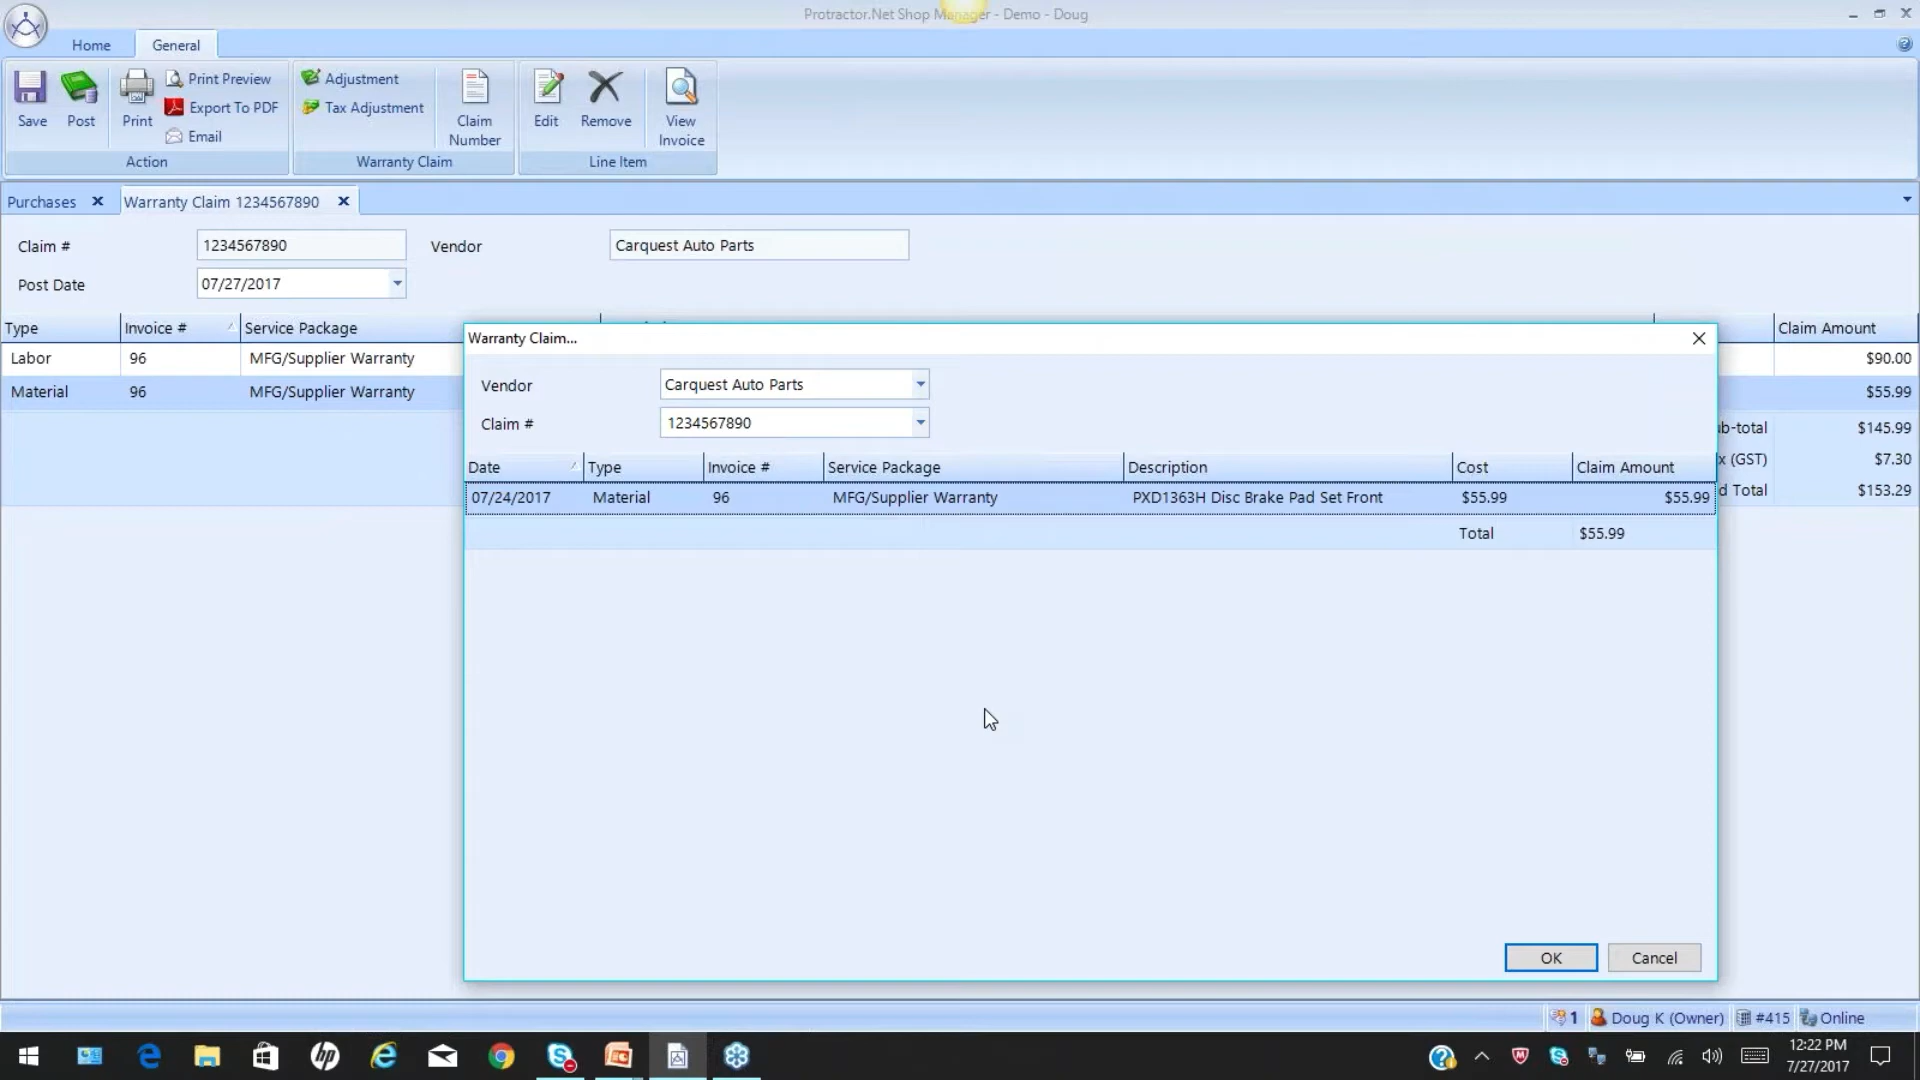 Protractor.Net Shop Manager - Demo - Doug
Home General
Save Post Print Print Preview Export To PDF Email
Action
Adjustment Tax Adjustment Claim Number
Warranty Claim
Edit Remove View Invoice
Line Item
Purchases Warranty Claim 1234567890
Claim # 1234567890 Vendor Carquest Auto Parts
Post Date 07/27/2017
Type Invoice # Service Package Claim Amount
Labor 96 MFG/Supplier Warranty $90.00
Material 96 MFG/Supplier Warranty $55.99
ub-total $145.99
x (GST) $7.30
d Total $153.29
Warranty Claim...
Vendor Carquest Auto Parts
Claim # 1234567890
Date Type Invoice # Service Package Description Cost Claim Amount
07/24/2017 Material 96 MFG/Supplier Warranty PXD1363H Disc Brake Pad Set Front $55.99 $55.99
Total $55.99
OK Cancel
1 Doug K (Owner) #415 Online
12:22 PM
7/27/2017